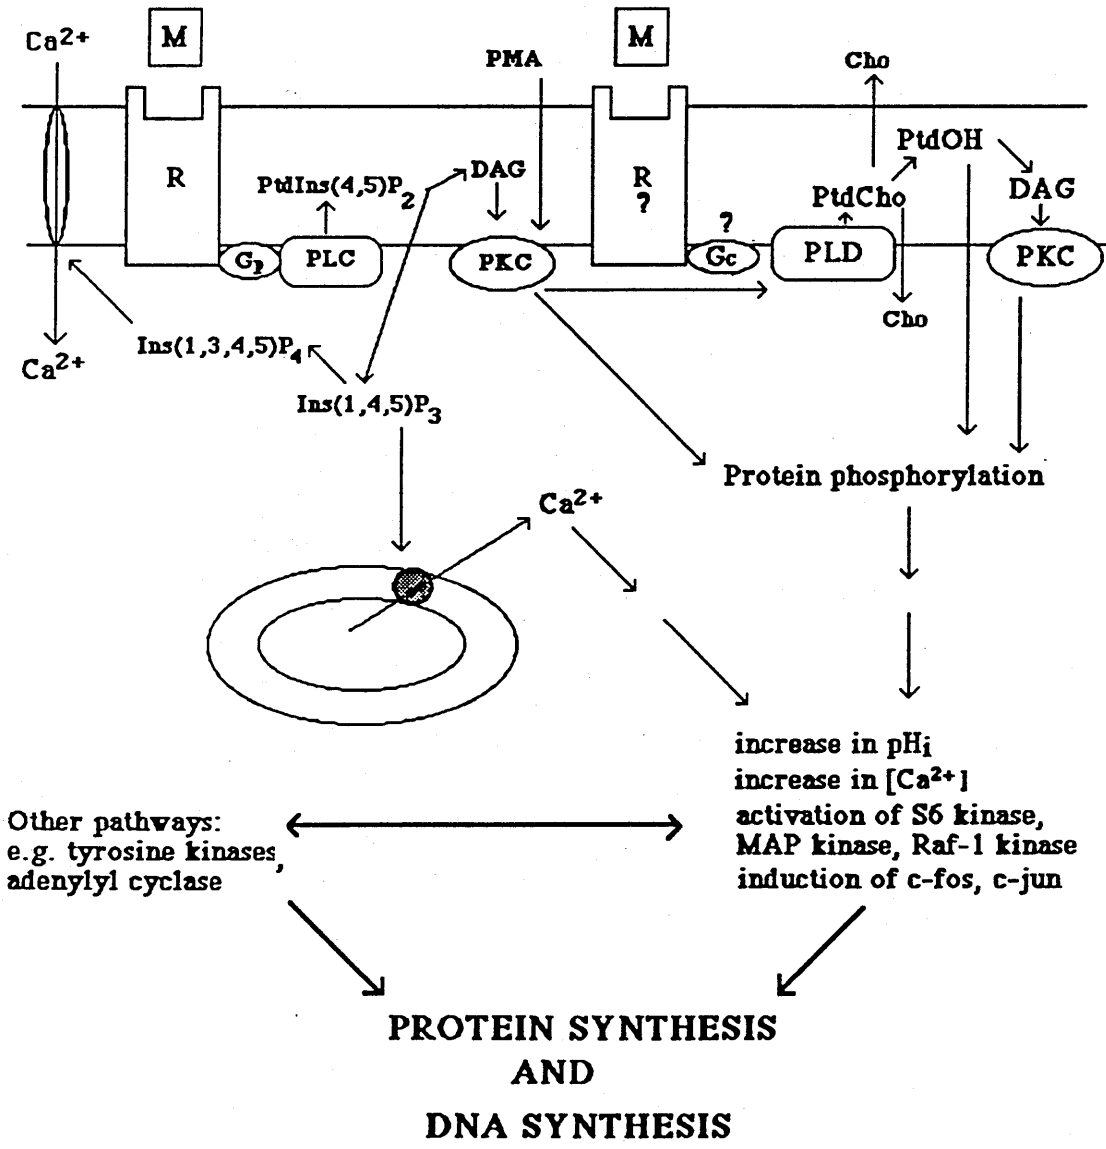 Ca2+
M
M
PMA
Cho
PtdOH
R
PtdIns(4,5)P2
DAG
R
?
PtdCho
DAG
?
Gp
PLC
PKC
Gc
PLD
PKC
Cho
Ca2+
Ins(1,3,4,5)P4
Ins(1,4,5)P3
Protein phosphorylation
Ca2+
increase in pHi
increase in [Ca2+]
activation of S6 kinase,
MAP kinase, Raf-1 kinase
induction of c-fos, c-jun
Other pathways:
e.g. tyrosine kinases,
adenylyl cyclase
PROTEIN SYNTHESIS
AND
DNA SYNTHESIS